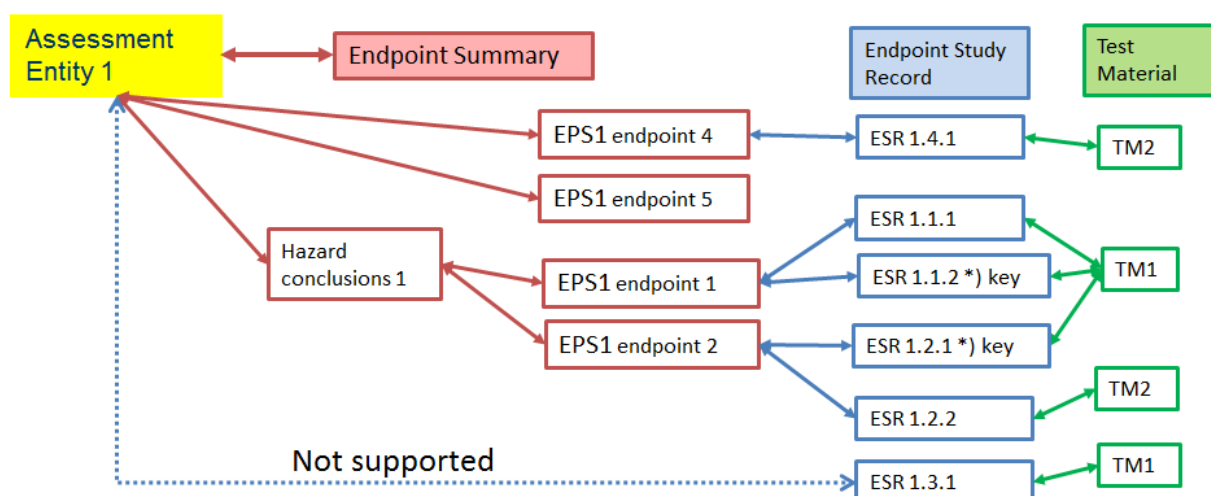 Assessment
Entity 1
Endpoint Summary
Endpoint Study
Record
Test
Material
EPS1 endpoint 4
ESR 1.4.1
TM2
EPS1 endpoint 5
Hazard
conclusions 1
ESR 1.1.1
EPS1 endpoint 1
ESR 1.1.2 *) key
TM1
EPS1 endpoint 2
ESR 1.2.1 *) key
ESR 1.2.2
TM2
Not supported
ESR 1.3.1
TM1